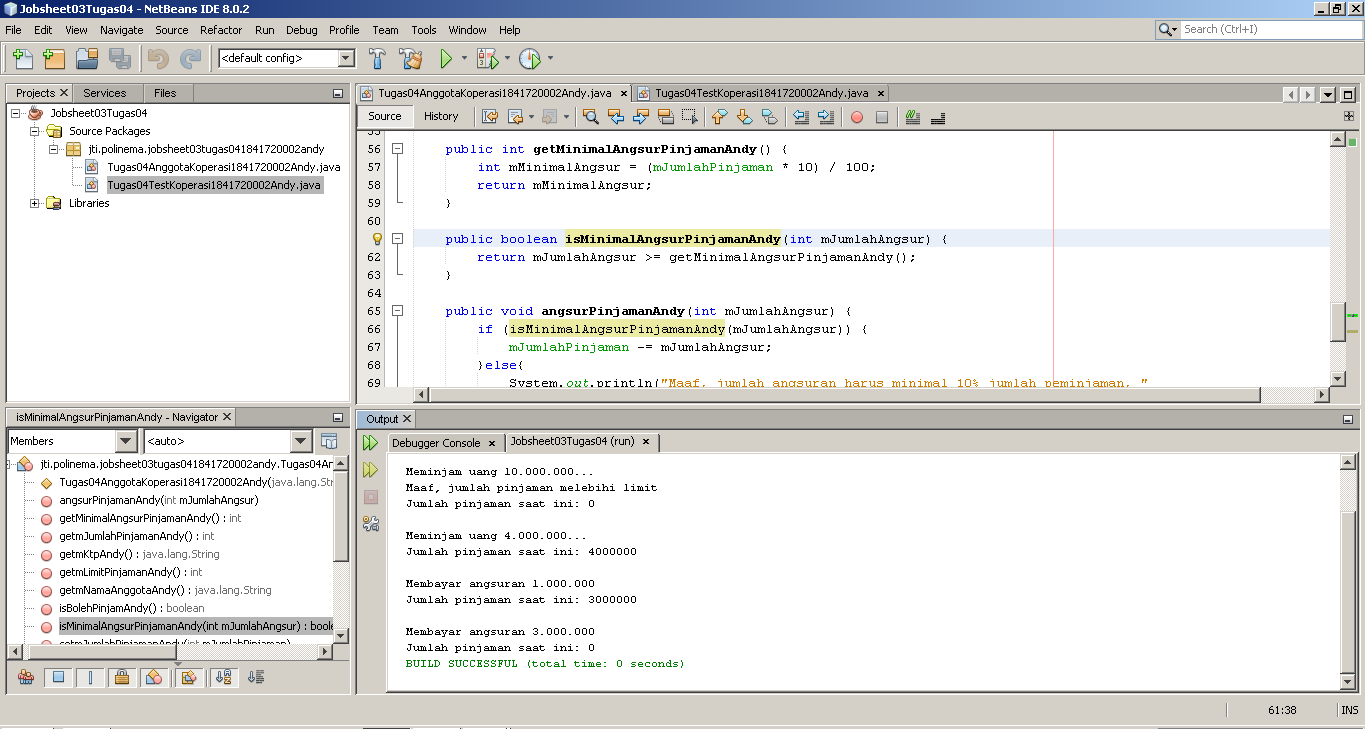 Jobsheet03Tugas04 - NetBeans IDE 8.0.2
File Edit View Navigate Source Refactor Run Debug Profile Team Tools Window Help
Search (Ctrl+I)
<default config>
Projects Services Files
Jobsheet03Tugas04
Source Packages
jti.polinema.jobsheet03tugas041841720002andy
Tugas04AnggotaKoperasi1841720002Andy.java
Tugas04TestKoperasi1841720002Andy.java
Libraries
Tugas04AnggotaKoperasi1841720002Andy.java Tugas04TestKoperasi1841720002Andy.java
Source History
55
56 public int getMinimalAngsurPinjamanAndy() {
57 int mMinimalAngsur = (mJumlahPinjaman * 10) / 100;
58 return mMinimalAngsur;
59 }
60
public boolean isMinimalAngsurPinjamanAndy(int mJumlahAngsur) {
62 return mJumlahAngsur >= getMinimalAngsurPinjamanAndy();
63 }
64
65 public void angsurPinjamanAndy(int mJumlahAngsur) {
66 if (isMinimalAngsurPinjamanAndy(mJumlahAngsur)) {
67 mJumlahPinjaman -= mJumlahAngsur;
68 }else{
69 System.out.println("Maaf, jumlah angsuran harus minimal 10% jumlah peminjaman, "
isMinimalAngsurPinjamanAndy - Navigator
Members <auto>
jti.polinema.jobsheet03tugas041841720002andy.Tugas04An
Tugas04AnggotaKoperasi1841720002Andy(java.lang.Str
angsurPinjamanAndy(int mJumlahAngsur)
getMinimalAngsurPinjamanAndy() : int
getmJumlahPinjamanAndy() : int
getmKtpAndy() : java.lang.String
getmLimitPinjamanAndy() : int
getmNamaAnggotaAndy() : java.lang.String
isBolehPinjamAndy() : boolean
isMinimalAngsurPinjamanAndy(int mJumlahAngsur) : boole
setmJumlahPinjamanAndy(int mJumlahPinjaman)
Output
Debugger Console Jobsheet03Tugas04 (run)
Meminjam uang 10.000.000...
Maaf, jumlah pinjaman melebihi limit
Jumlah pinjaman saat ini: 0
Meminjam uang 4.000.000...
Jumlah pinjaman saat ini: 4000000
Membayar angsuran 1.000.000
Jumlah pinjaman saat ini: 3000000
Membayar angsuran 3.000.000
Jumlah pinjaman saat ini: 0
BUILD SUCCESSFUL (total time: 0 seconds)
61:38 INS